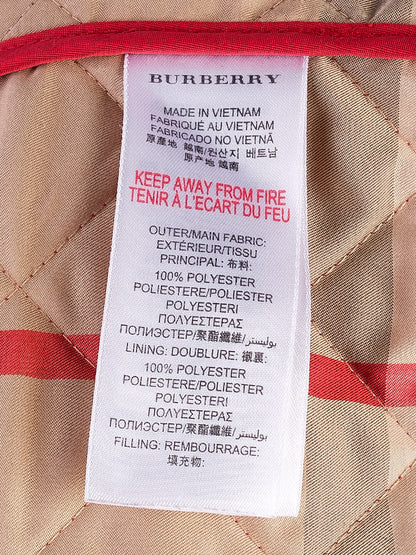 BURBERRY
MADE IN VIETNAM
FABRIQUÉ AU VIETNAM
FABRICADO NO VIETNÃ
原產地 越南/원산지 베트남
原产地 越南
KEEP AWAY FROM FIRE
TENIR À L'ECART DU FEU
OUTER/MAIN FABRIC:
EXTÉRIEUR/TISSU
PRINCIPAL: 布料:
100% POLYESTER
POLIESTERE/POLIÉSTER
POLYESTERI
ΠΟΛΥΕΣΤΕΡΑΣ
ПОЛИЭСТЕР/聚酯纖維/بوليستر
LINING: DOUBLURE: 襯裏:
100% POLYESTER
POLIESTERE/POLIÉSTER
POLYESTERI
ΠΟΛΥΕΣΤΕΡΑΣ
ПОЛИЭСТЕР/聚酯纖維/بوليستر
FILLING: REMBOURRAGE:
填充物: